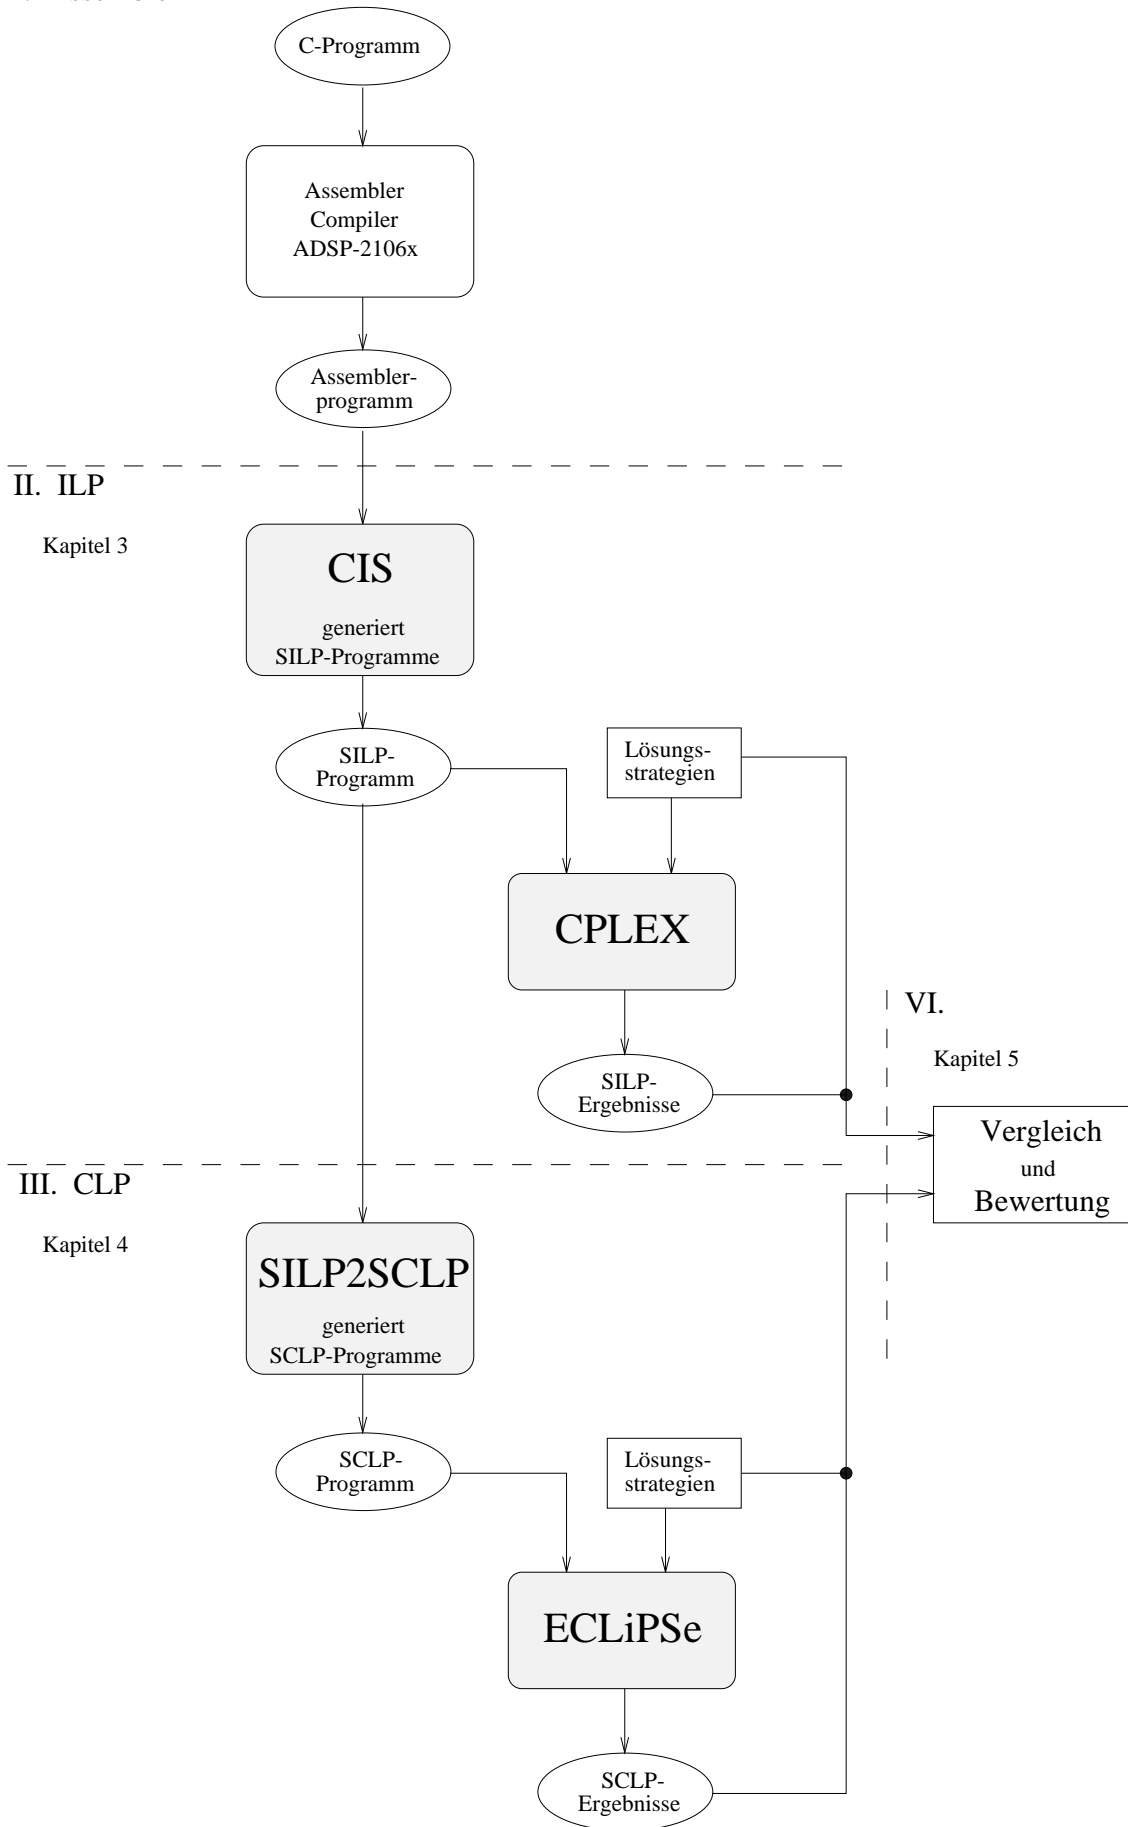 C-Programm
Assembler
Compiler
ADSP-2106x
Assembler-
programm
II. ILP
Kapitel 3
CIS
generiert
SILP-Programme
SILP-
Programm
Lösungs-
strategien
CPLEX
SILP-
Ergebnisse
VI.
Kapitel 5
Vergleich
und
Bewertung
III. CLP
Kapitel 4
SILP2SCLP
generiert
SCLP-Programme
SCLP-
Programm
Lösungs-
strategien
ECLiPSe
SCLP-
Ergebnisse